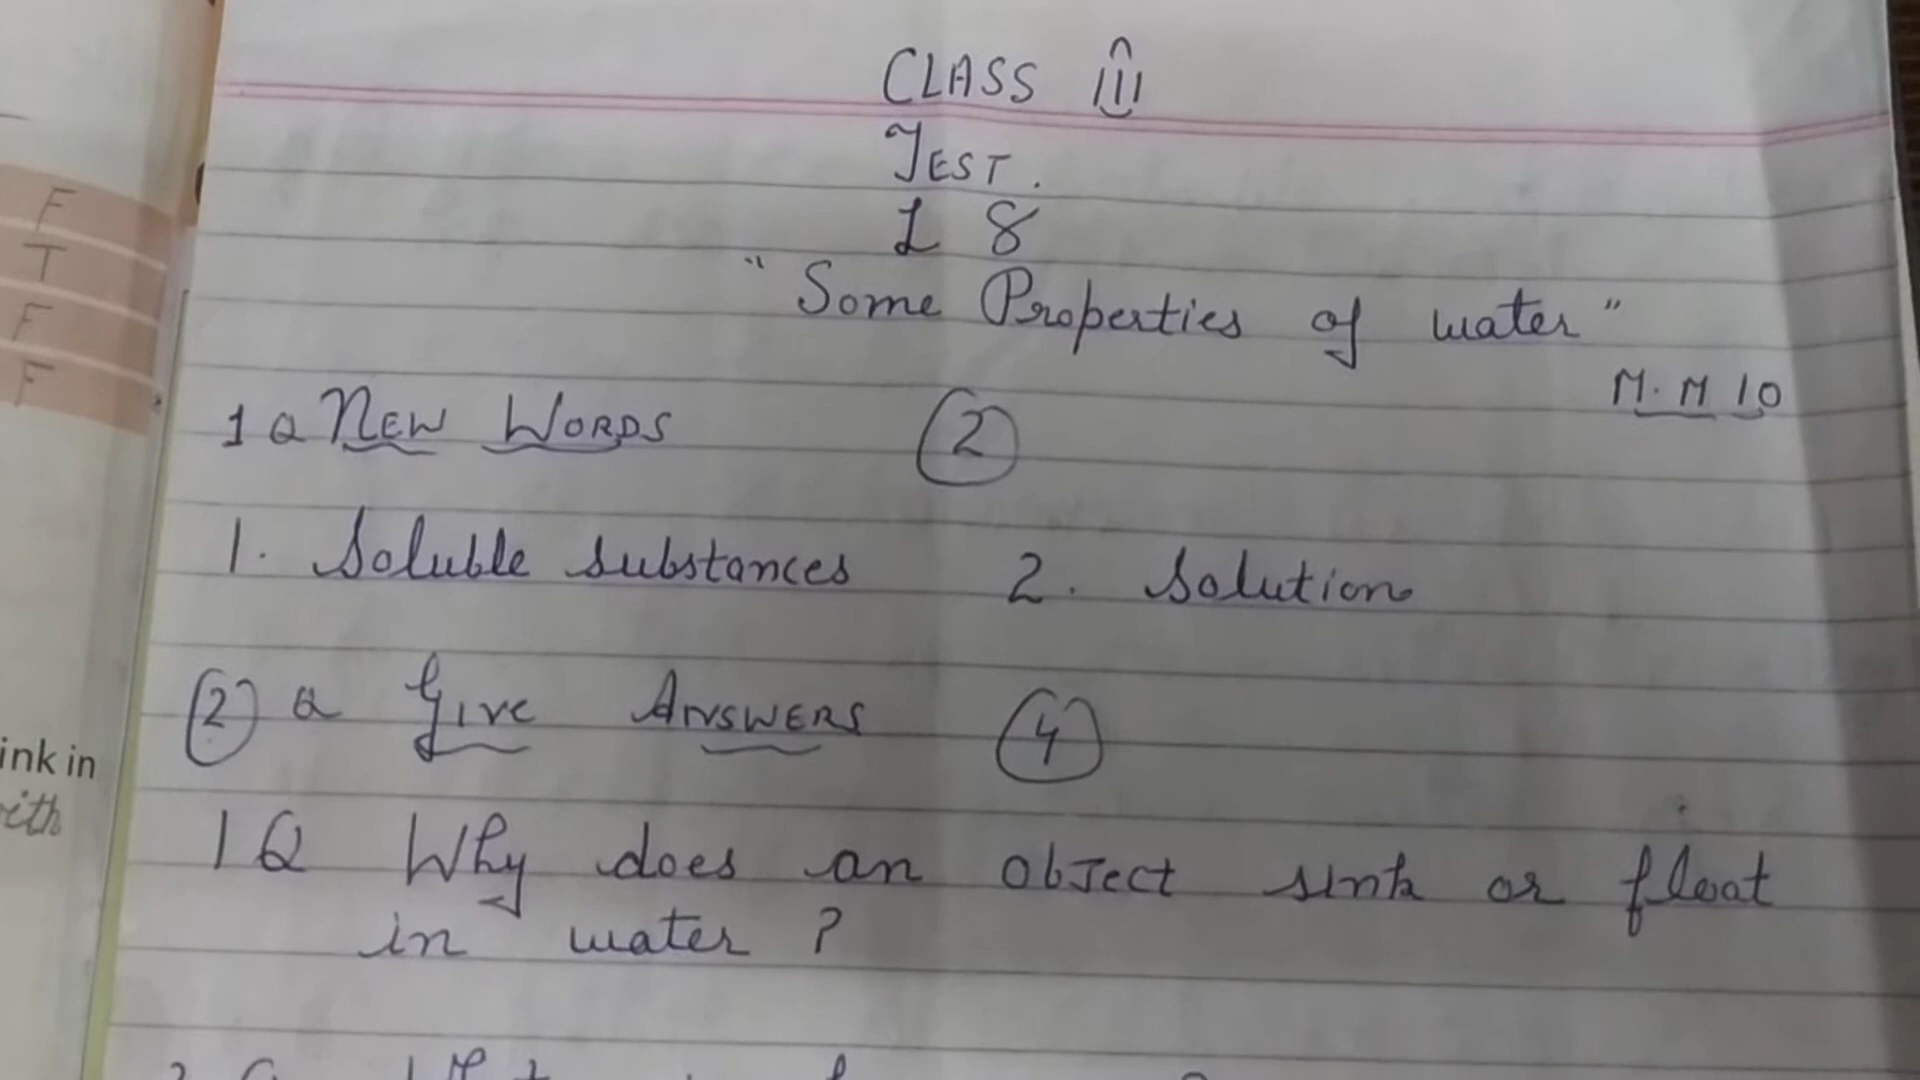 CLASS III
TEST.
L 8
"Some Properties of water"
M.M 10
1 Q NEW WORDS 2
1. Soluble substances 2. Solution
2 Q GIVE ANSWERS 4
1 Q Why does an object sink or float
in water ?
F
T
F
F
ink in
with